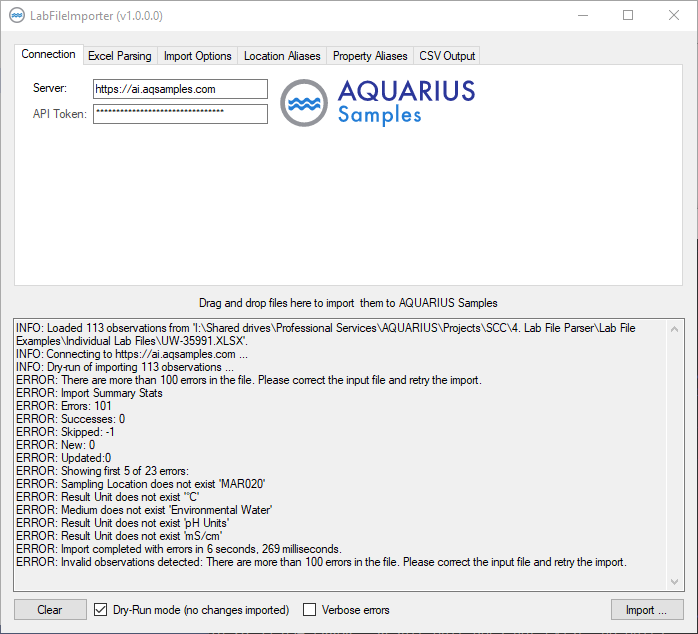 LabFileImporter (v1.0.0.0)
Connection Excel Parsing Import Options Location Aliases Property Aliases CSV Output
Server: https://ai.aqsamples.com
API Token: ********************************
AQUARIUS
Samples
Drag and drop files here to import them to AQUARIUS Samples
INFO: Loaded 113 observations from 'I:\Shared drives\Professional Services\AQUARIUS\Projects\SCC\4. Lab File Parser\Lab File
Examples\Individual Lab Files\UW-35991.XLSX'.
INFO: Connecting to https://ai.aqsamples.com ...
INFO: Dry-run of importing 113 observations ...
ERROR: There are more than 100 errors in the file. Please correct the input file and retry the import.
ERROR: Import Summary Stats
ERROR: Errors: 101
ERROR: Successes: 0
ERROR: Skipped: -1
ERROR: New: 0
ERROR: Updated:0
ERROR: Showing first 5 of 23 errors:
ERROR: Sampling Location does not exist 'MAR020'
ERROR: Result Unit does not exist '°C'
ERROR: Medium does not exist 'Environmental Water'
ERROR: Result Unit does not exist 'pH Units'
ERROR: Result Unit does not exist 'mS/cm'
ERROR: Import completed with errors in 6 seconds, 269 milliseconds.
ERROR: Invalid observations detected: There are more than 100 errors in the file. Please correct the input file and retry the import.
Clear Dry-Run mode (no changes imported) Verbose errors Import ...